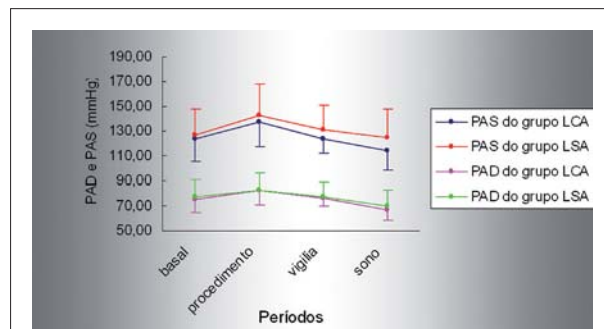 190,00
170,00
150,00
130,00
110,00
90,00
70,00
50,00
PAD e PAS (mmHg)
basal
procedimento
vigília
sono
Períodos
PAS do grupo LCA
PAS do grupo LSA
PAD do grupo LCA
PAD do grupo LSA